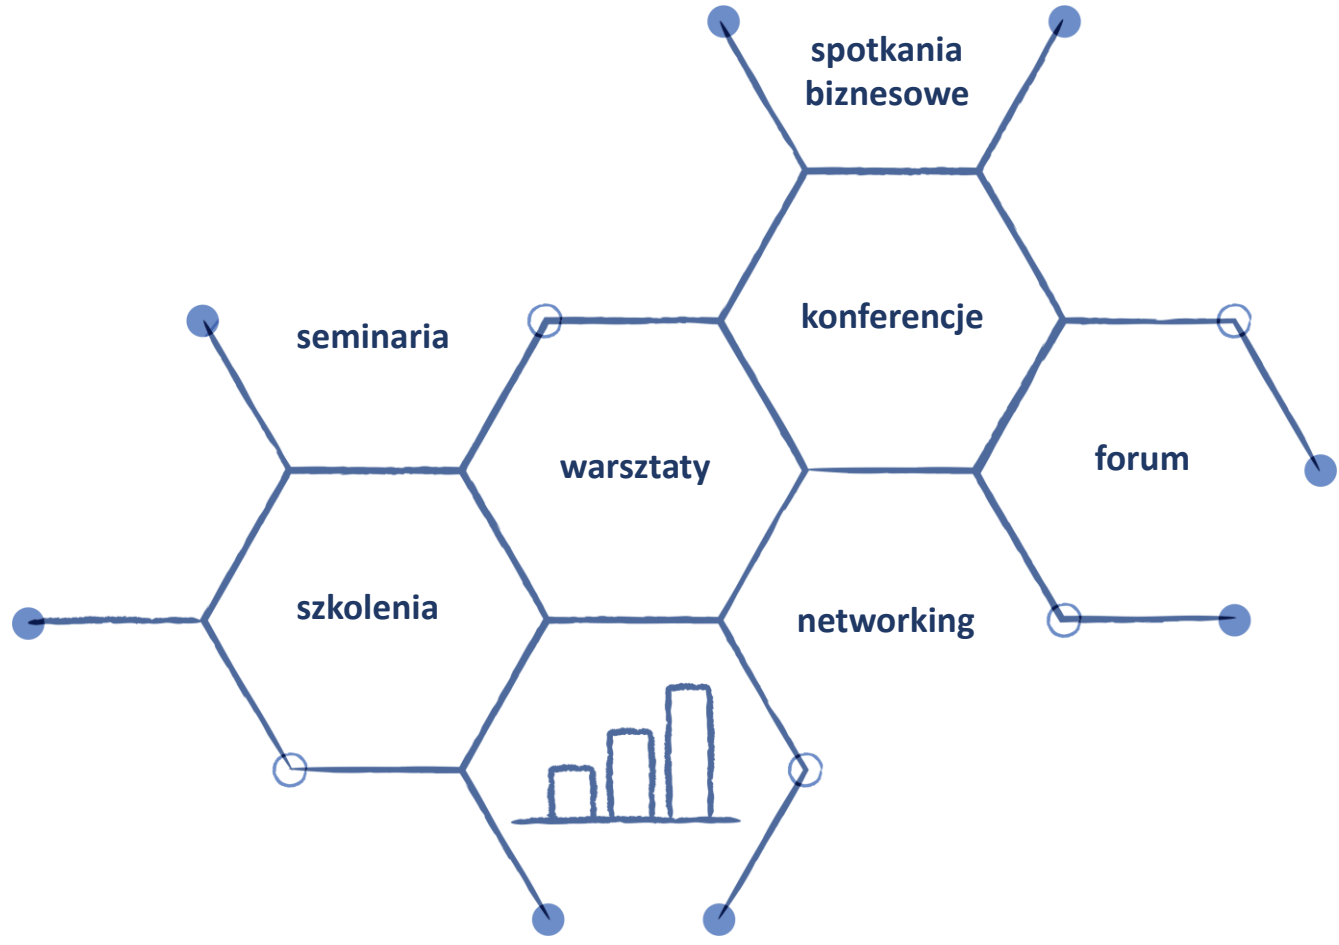 spotkania
biznesowe
konferencje
seminaria
warsztaty
forum
szkolenia
networking